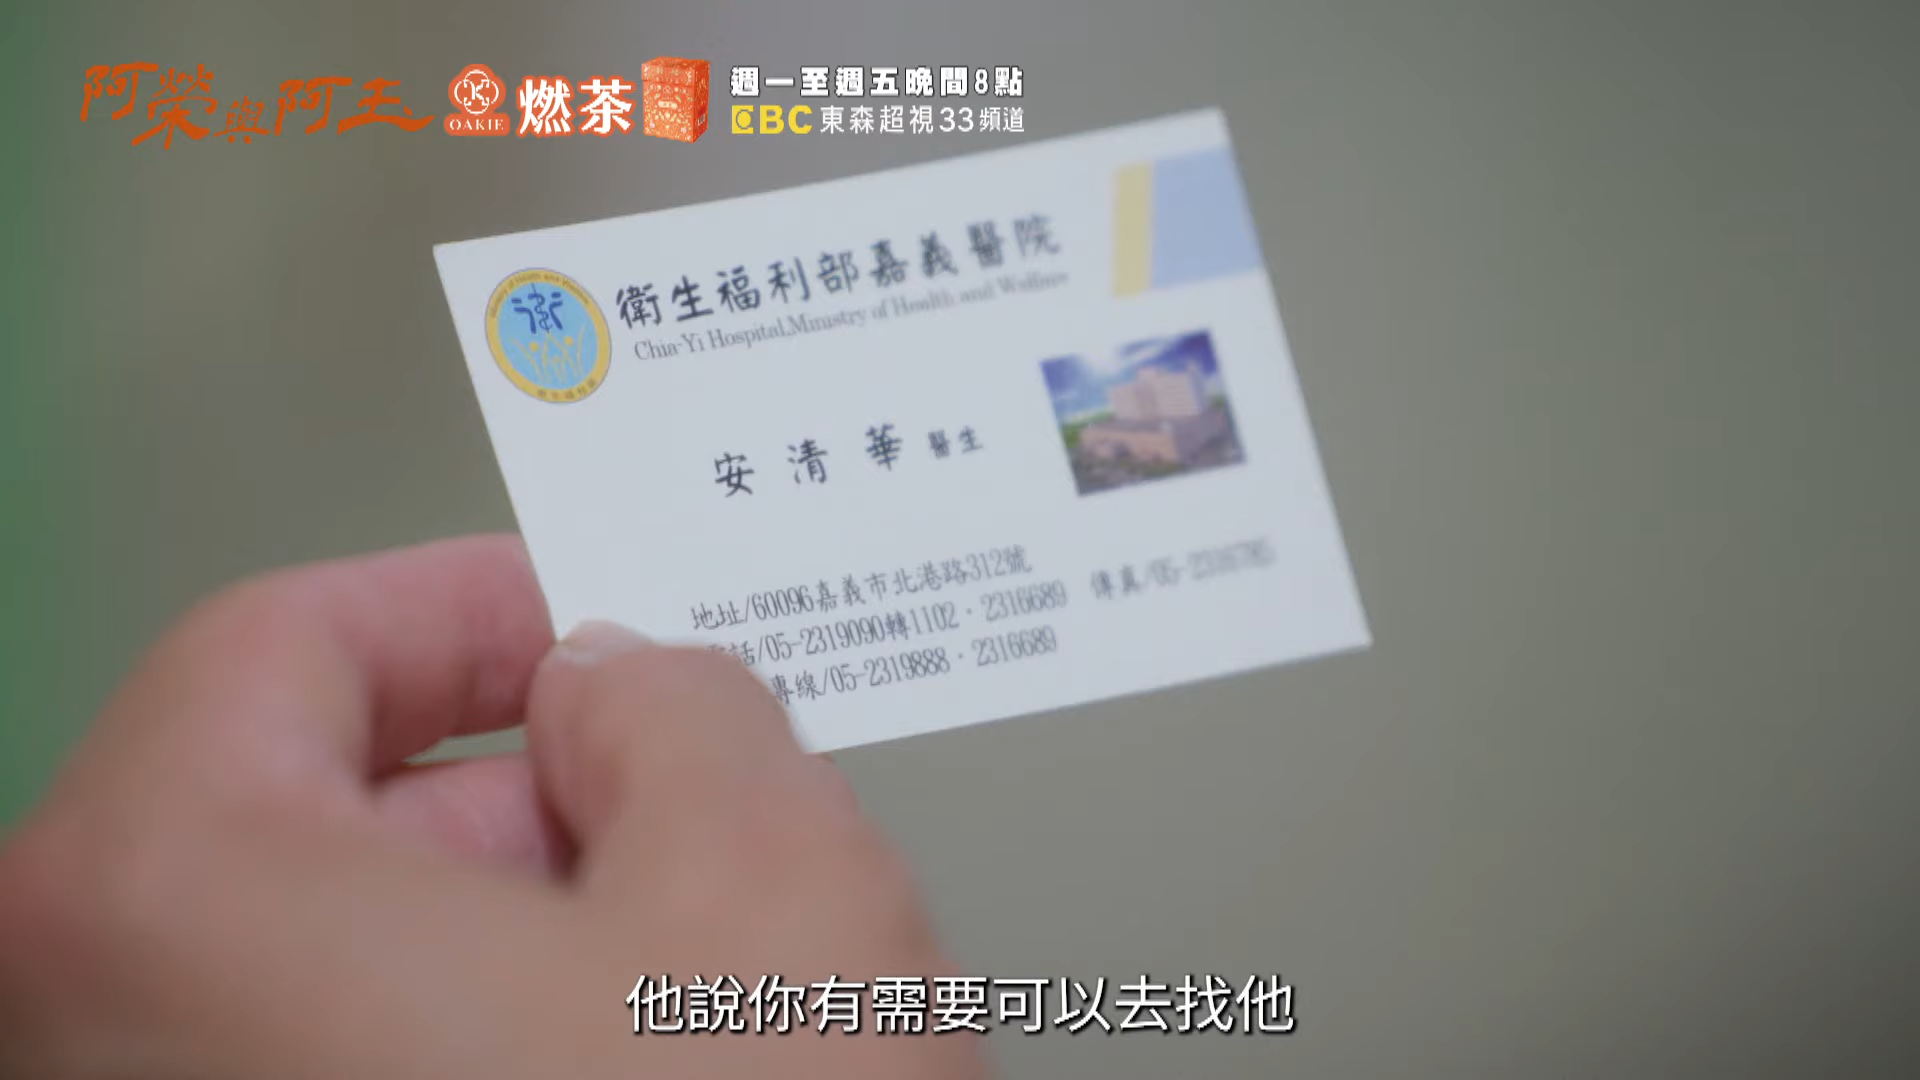 阿榮與阿玉
OAKIE
燃茶
週一至週五晚間8點
EBC 東森超視33頻道
衛生福利部嘉義醫院
Chia-Yi Hospital,Ministry of Health and Welfare
安清華 醫生
地址/60096嘉義市北港路312號
話/05-2319090轉1102・2316689 傳真/05-
專線/05-2319888・2316689
他說你有需要可以去找他